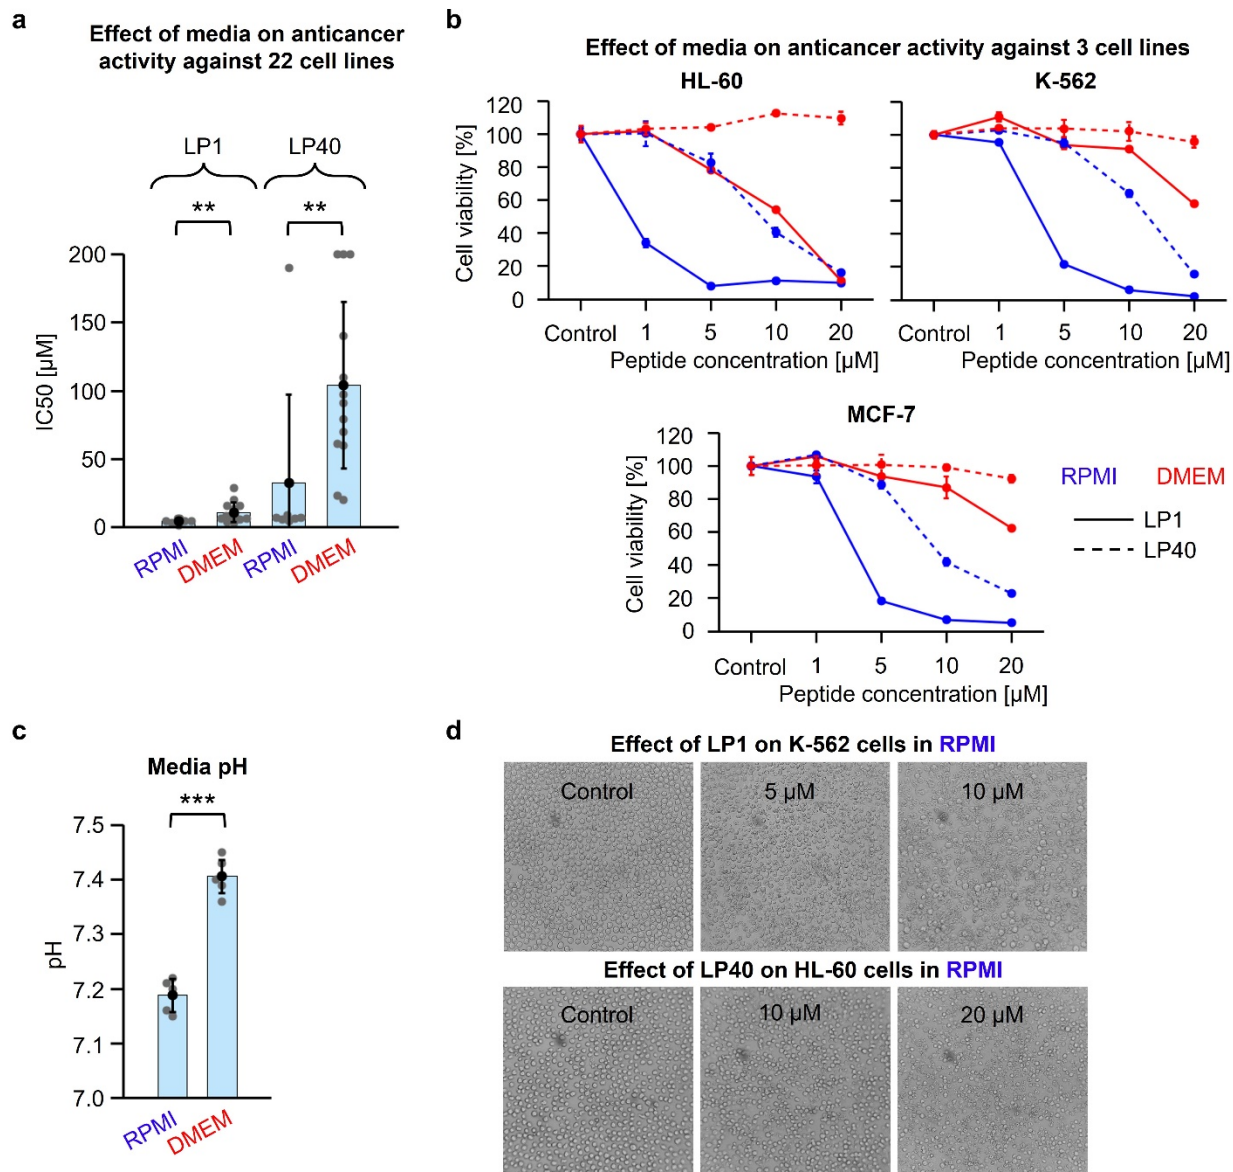 a
Effect of media on anticancer
activity against 22 cell lines
LP1
LP40
**
**
200
150
100
50
0
IC50 [µM]
RPMI
DMEM
RPMI
DMEM
b
Effect of media on anticancer activity against 3 cell lines
HL-60
120
100
80
60
40
20
0
Cell viability [%]
Control 1 5 10 20
Peptide concentration [µM]
K-562
Control 1 5 10 20
Peptide concentration [µM]
MCF-7
120
100
80
60
40
20
0
Cell viability [%]
Control 1 5 10 20
Peptide concentration [µM]
RPMI DMEM
LP1
LP40
c
Media pH
***
7.5
7.4
7.3
7.2
7.1
7.0
pH
RPMI
DMEM
d
Effect of LP1 on K-562 cells in RPMI
Control 5 µM 10 µM
Effect of LP40 on HL-60 cells in RPMI
Control 10 µM 20 µM